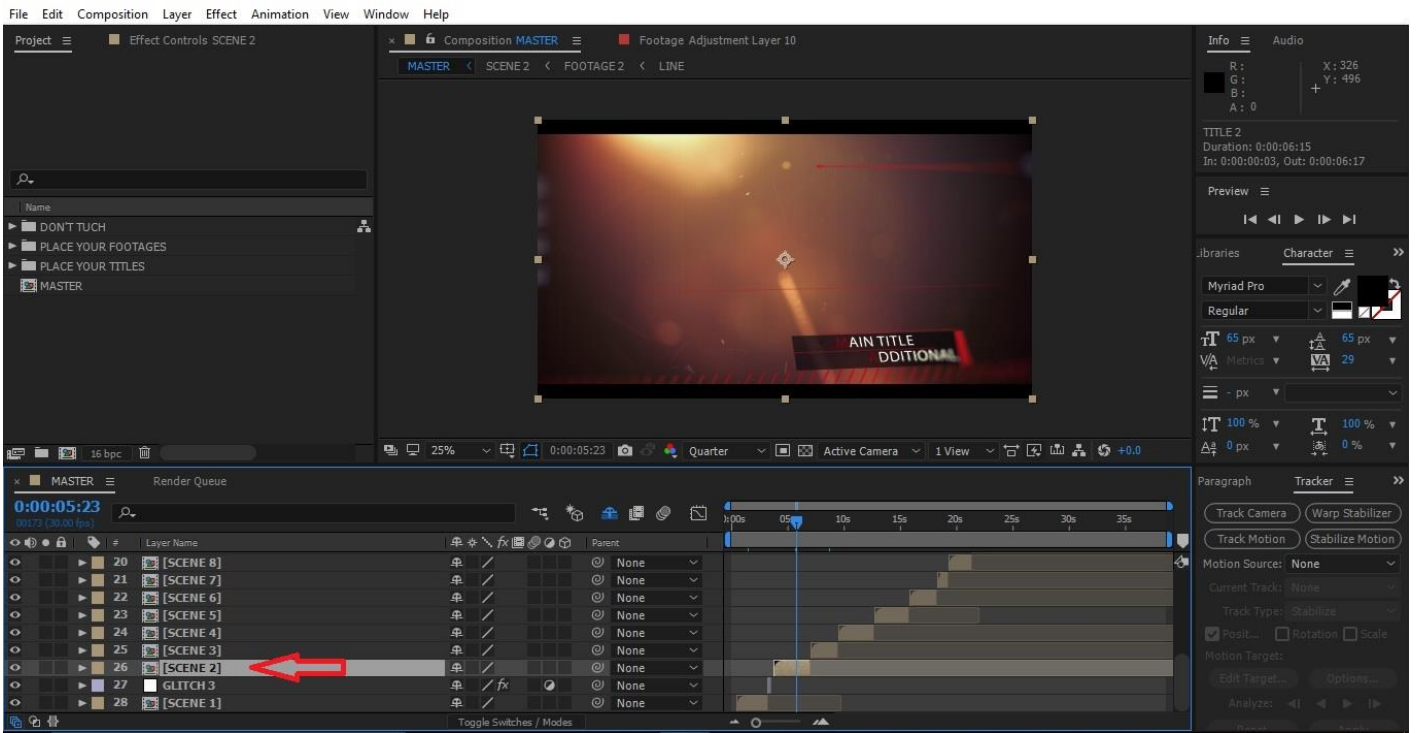 File Edit Composition Layer Effect Animation View Window Help
Project Effect Controls SCENE 2
Composition MASTER Footage Adjustment Layer 10
MASTER SCENE 2 FOOTAGE 2 LINE
Info Audio
R: X: 326
G: Y: 496
B:
A: 0
TITLE 2
Duration: 0:00:06:15
In: 0:00:00:03, Out: 0:00:06:17
Preview
Name
DON'T TUCH
PLACE YOUR FOOTAGES
PLACE YOUR TITLES
MASTER
AIN TITLE
DDITIONAL
Libraries Character
Myriad Pro
Regular
65 px 65 px
Metrics 29
- px
100 % 100 %
0 px 0 %
16 bpc
25% 0:00:05:23 Quarter Active Camera 1 View +0.0
MASTER Render Queue
0:00:05:23
00173 (30.00 fps)
# Layer Name Parent
):00s 05s 10s 15s 20s 25s 30s 35s
20 [SCENE 8] None
21 [SCENE 7] None
22 [SCENE 6] None
23 [SCENE 5] None
24 [SCENE 4] None
25 [SCENE 3] None
26 [SCENE 2] None
27 GLITCH 3 fx None
28 [SCENE 1] None
Toggle Switches / Modes
Paragraph Tracker
Track Camera Warp Stabilizer
Track Motion Stabilize Motion
Motion Source: None
Current Track: None
Track Type: Stabilize
Posit... Rotation Scale
Motion Target:
Edit Target... Options...
Analyze: